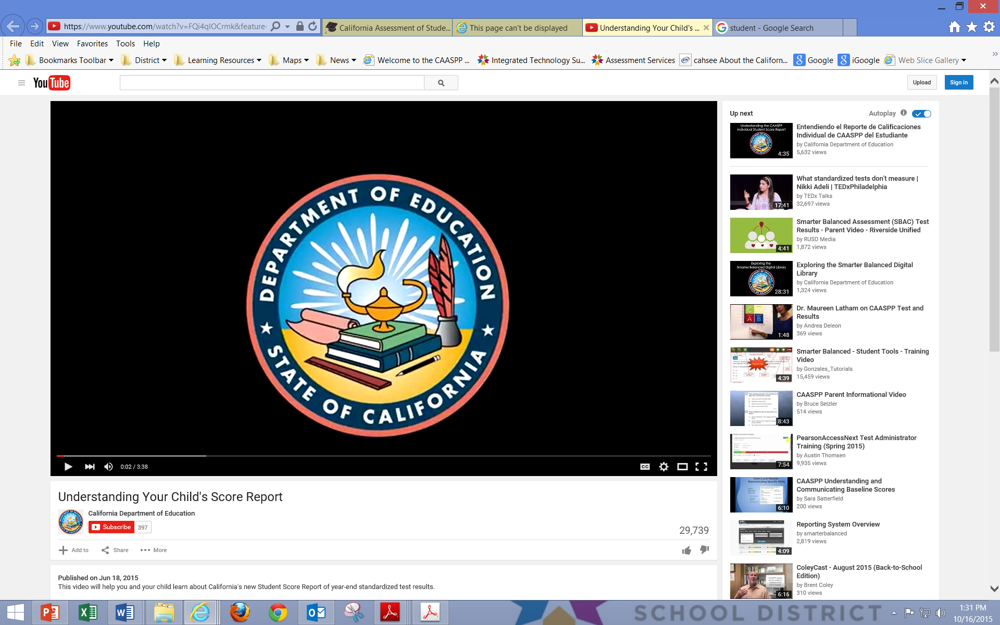 https://www.youtube.com/watch?v=FQi4qIOCrmk&feature:
California Assessment of Stude...
This page can't be displayed
Understanding Your Child's ...
student - Google Search
File Edit View Favorites Tools Help
Bookmarks Toolbar District Learning Resources Maps News Welcome to the CAASPP ... Integrated Technology Su... Assessment Services cahsee About the Californ... Google iGoogle Web Slice Gallery
YouTube
Upload
Sign in
DEPARTMENT OF EDUCATION
STATE OF CALIFORNIA
0:02 / 3:38
CC
Understanding Your Child's Score Report
California Department of Education
Subscribe 397
29,739
Add to Share More
Published on Jun 18, 2015
This video will help you and your child learn about California's new Student Score Report of year-end standardized test results.
Up next
Autoplay
Understanding the CAASPP
Individual Student Score Report
4:35
Entendiendo el Reporte de Calificaciones
Individual de CAASPP del Estudiante
by California Department of Education
5,632 views
17:41
What standardized tests don't measure |
Nikki Adeli | TEDxPhiladelphia
by TEDx Talks
32,697 views
4:41
Smarter Balanced Assessment (SBAC) Test
Results - Parent Video - Riverside Unified
by RUSD Media
1,872 views
Exploring the
Smarter Balanced Digital Library
28:31
Exploring the Smarter Balanced Digital
Library
by California Department of Education
1,324 views
C
A B
1:48
Dr. Maureen Latham on CAASPP Test and
Results
by Andrea Deleon
369 views
4:39
Smarter Balanced - Student Tools - Training
Video
by Gonzales_Tutorials
15,459 views
8:43
CAASPP Parent Informational Video
by Bruce Selzler
514 views
7:54
PearsonAccessNext Test Administrator
Training (Spring 2015)
by Austin Thomsen
9,935 views
Claim-Level Results:
Demonstrating Specific Skills
6:10
CAASPP Understanding and
Communicating Baseline Scores
by Sara Satterfield
200 views
4:09
Reporting System Overview
by smarterbalanced
2,819 views
6:16
ColeyCast - August 2015 (Back-to-School
Edition)
by Brent Coley
310 views
SCHOOL DISTRICT
1:31 PM
10/16/2015